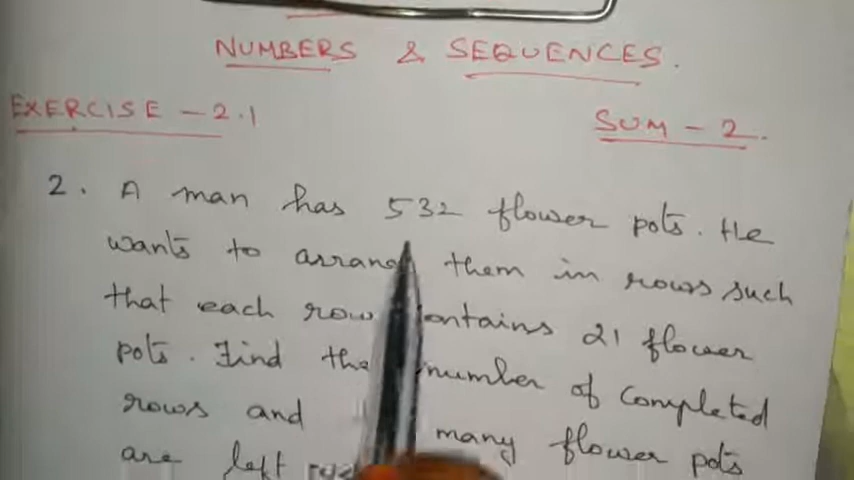 NUMBERS & SEQUENCES.
EXERCISE - 2.1
SUM - 2.
2. A man has 532 flower pots. He
wants to arrang them in rows such
that each row ontains 21 flower
pots. Find the number of completed
rows and many flower pots
are left